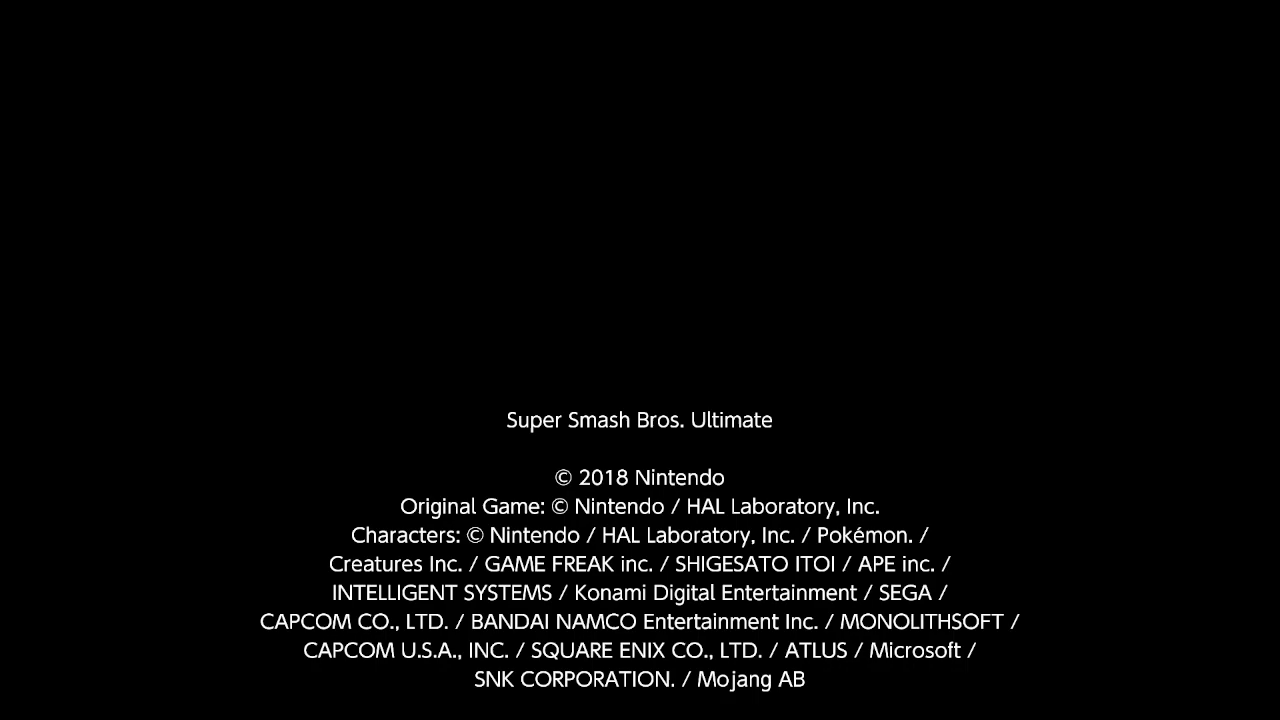 Super Smash Bros. Ultimate
© 2018 Nintendo
Original Game: © Nintendo / HAL Laboratory, Inc.
Characters: © Nintendo / HAL Laboratory, Inc. / Pokémon. /
Creatures Inc. / GAME FREAK inc. / SHIGESATO ITOI / APE inc. /
INTELLIGENT SYSTEMS / Konami Digital Entertainment / SEGA /
CAPCOM CO., LTD. / BANDAI NAMCO Entertainment Inc. / MONOLITHSOFT /
CAPCOM U.S.A., INC. / SQUARE ENIX CO., LTD. / ATLUS / Microsoft /
SNK CORPORATION. / Mojang AB